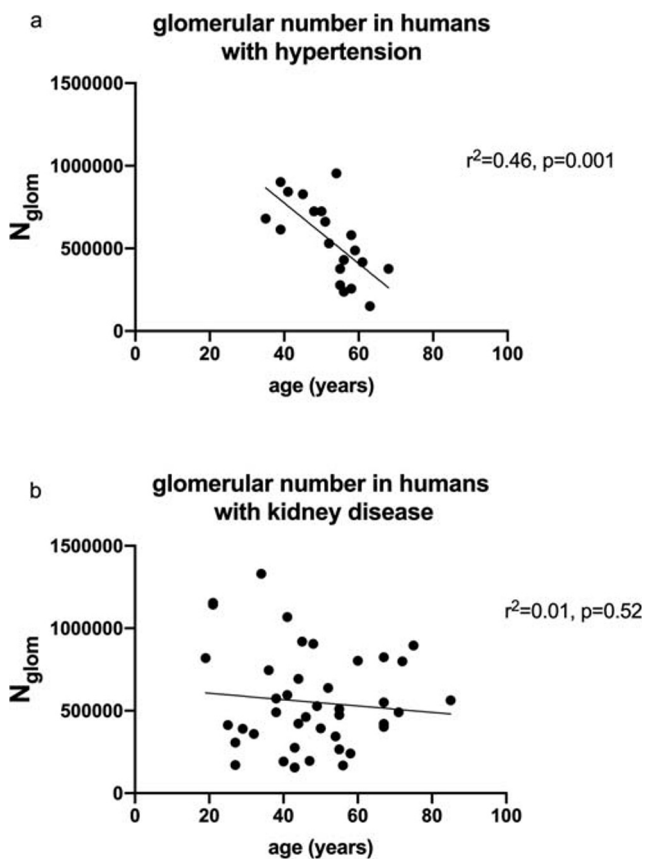 a
glomerular number in humans
with hypertension
1500000
1000000
500000
0
N_glom
r²=0.46, p=0.001
0 20 40 60 80 100
age (years)
b
glomerular number in humans
with kidney disease
1500000
1000000
500000
0
N_glom
r²=0.01, p=0.52
0 20 40 60 80 100
age (years)